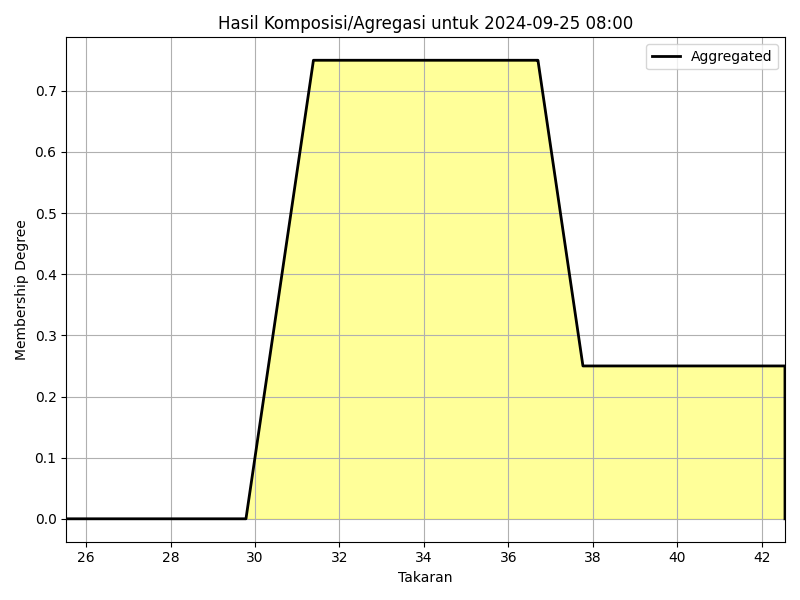 Hasil Komposisi/Agregasi untuk 2024-09-25 08:00
Aggregated
Membership Degree
0.7
0.6
0.5
0.4
0.3
0.2
0.1
0.0
26 28 30 32 34 36 38 40 42
Takaran